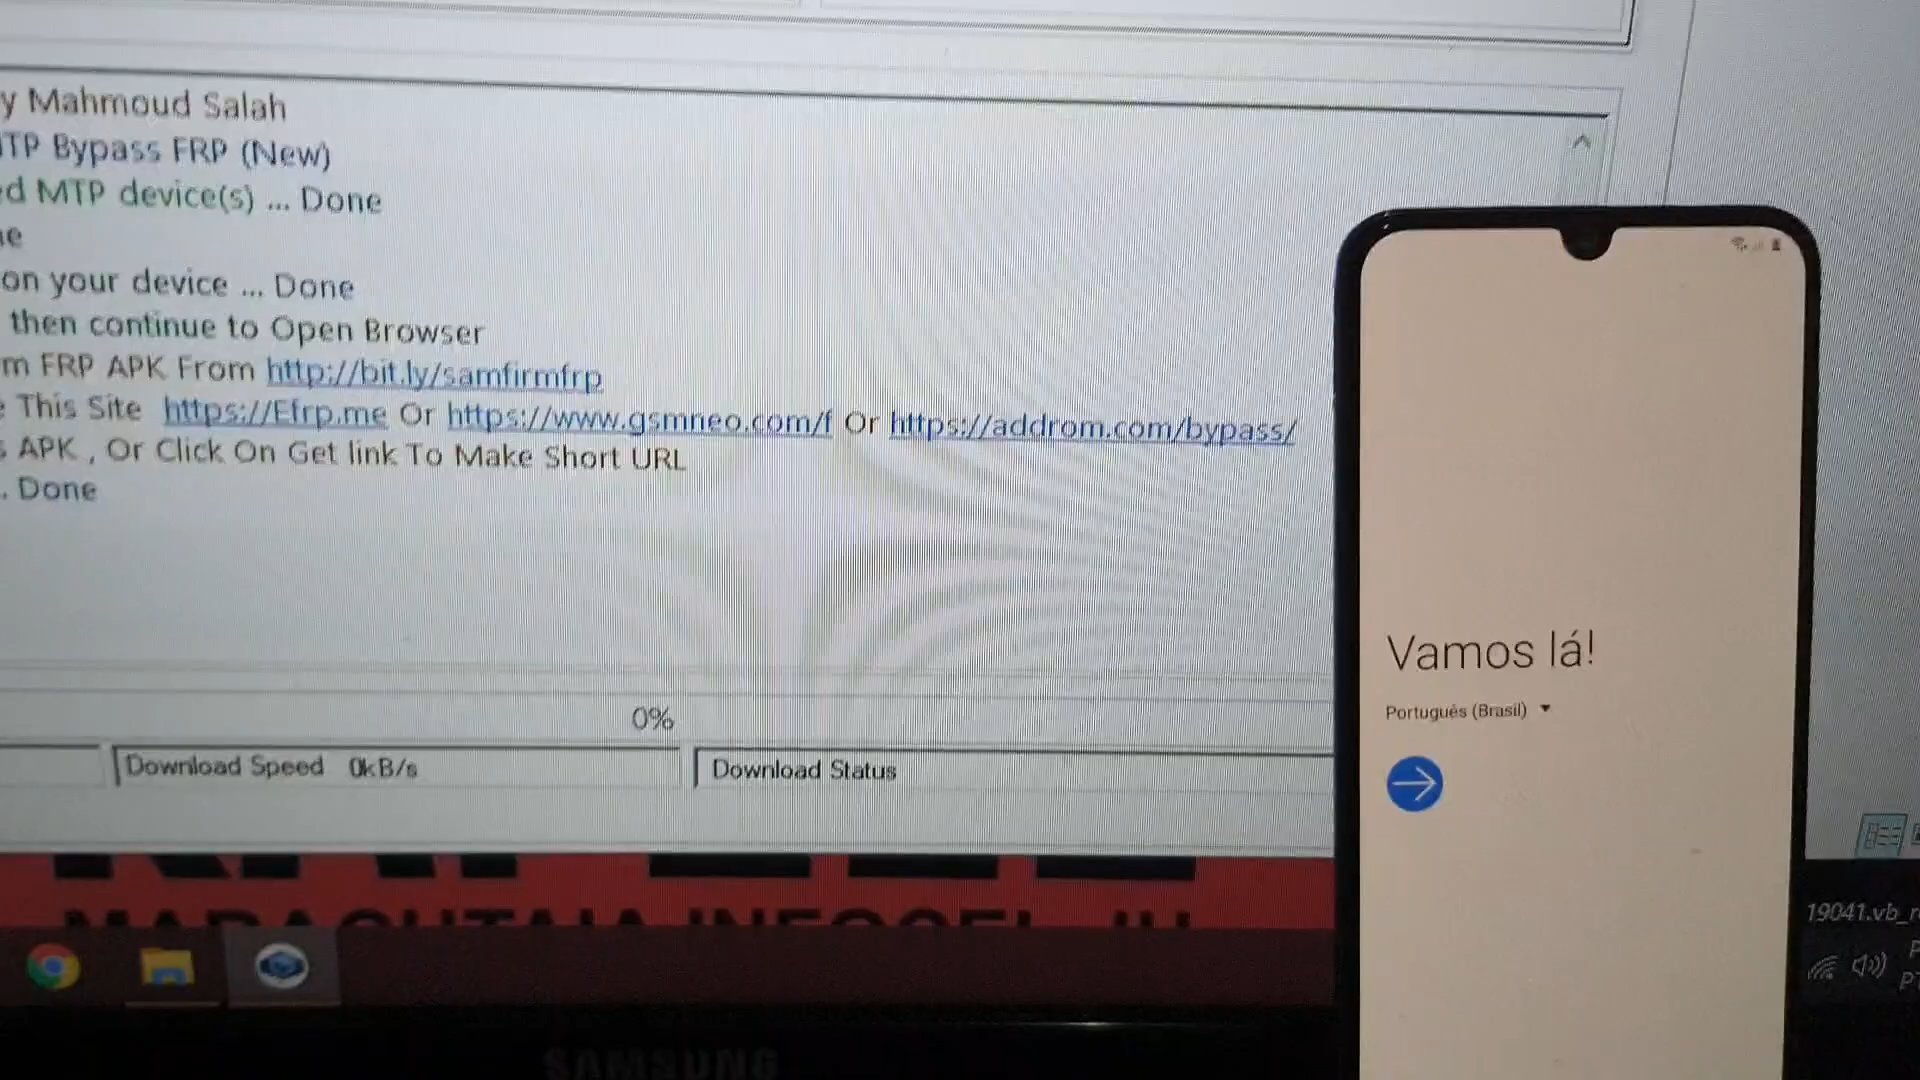 y Mahmoud Salah
TP Bypass FRP (New)
ed MTP device(s) ... Done
on your device ... Done
then continue to Open Browser
m FRP APK From http://bit.ly/samfirmfrp
e This Site https://Efrp.me Or https://www.gsmneo.com/f Or https://addrom.com/bypass/
s APK , Or Click On Get link To Make Short URL
. Done
0%
Download Speed 0kB/s
Download Status
Vamos lá!
Português (Brasil)
19041.vb_r
SAMSUNG